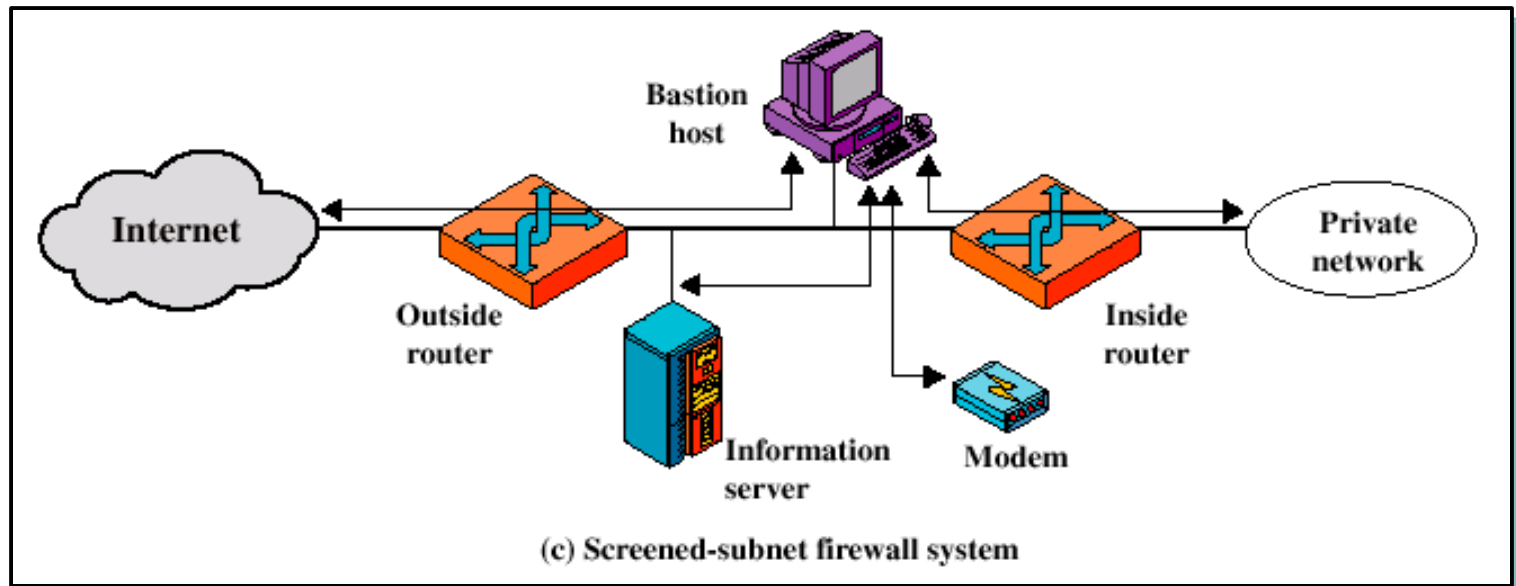 Bastion
host
Internet
Private
network
Outside
router
Inside
router
Information
server
Modem
(c) Screened-subnet firewall system